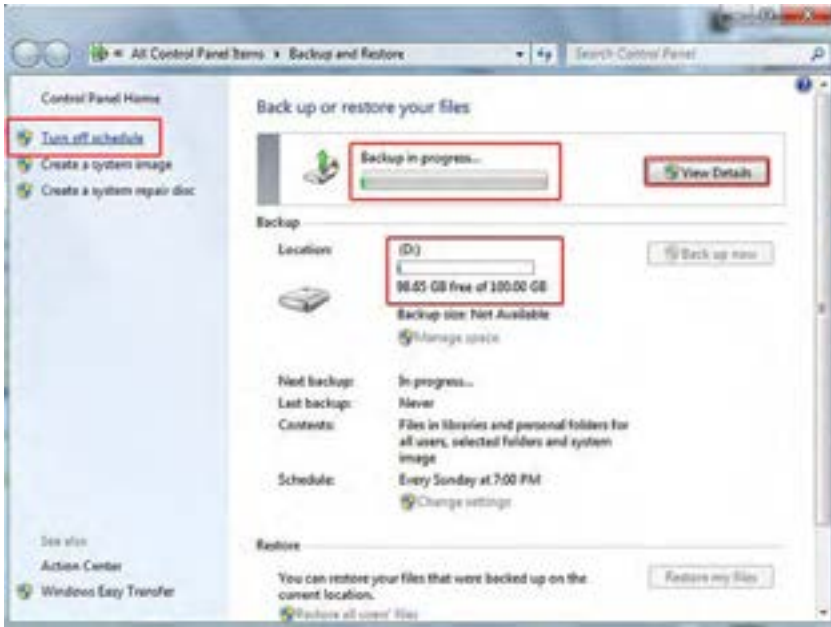 All Control Panel Items ▸ Backup and Restore
Search Control Panel
Control Panel Home
Turn off schedule
Create a system image
Create a system repair disc
See also
Action Center
Windows Easy Transfer
Back up or restore your files
Backup in progress...
View Details
Backup
Location:
(D:)
98.65 GB free of 100.00 GB
Back up now
Backup size: Not Available
Manage space
Next backup: In progress...
Last backup: Never
Contents: Files in libraries and personal folders for
all users, selected folders and system
image
Schedule: Every Sunday at 7:00 PM
Change settings
Restore
You can restore your files that were backed up on the
current location.
Restore my files
Restore all users' files